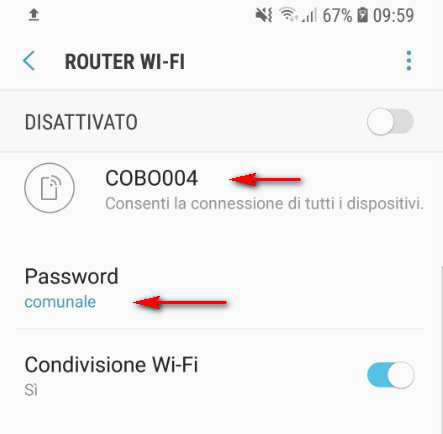 67% 09:59
ROUTER WI-FI
DISATTIVATO
COBO004
Consenti la connessione di tutti i dispositivi.
Password
comunale
Condivisione Wi-Fi
Sì